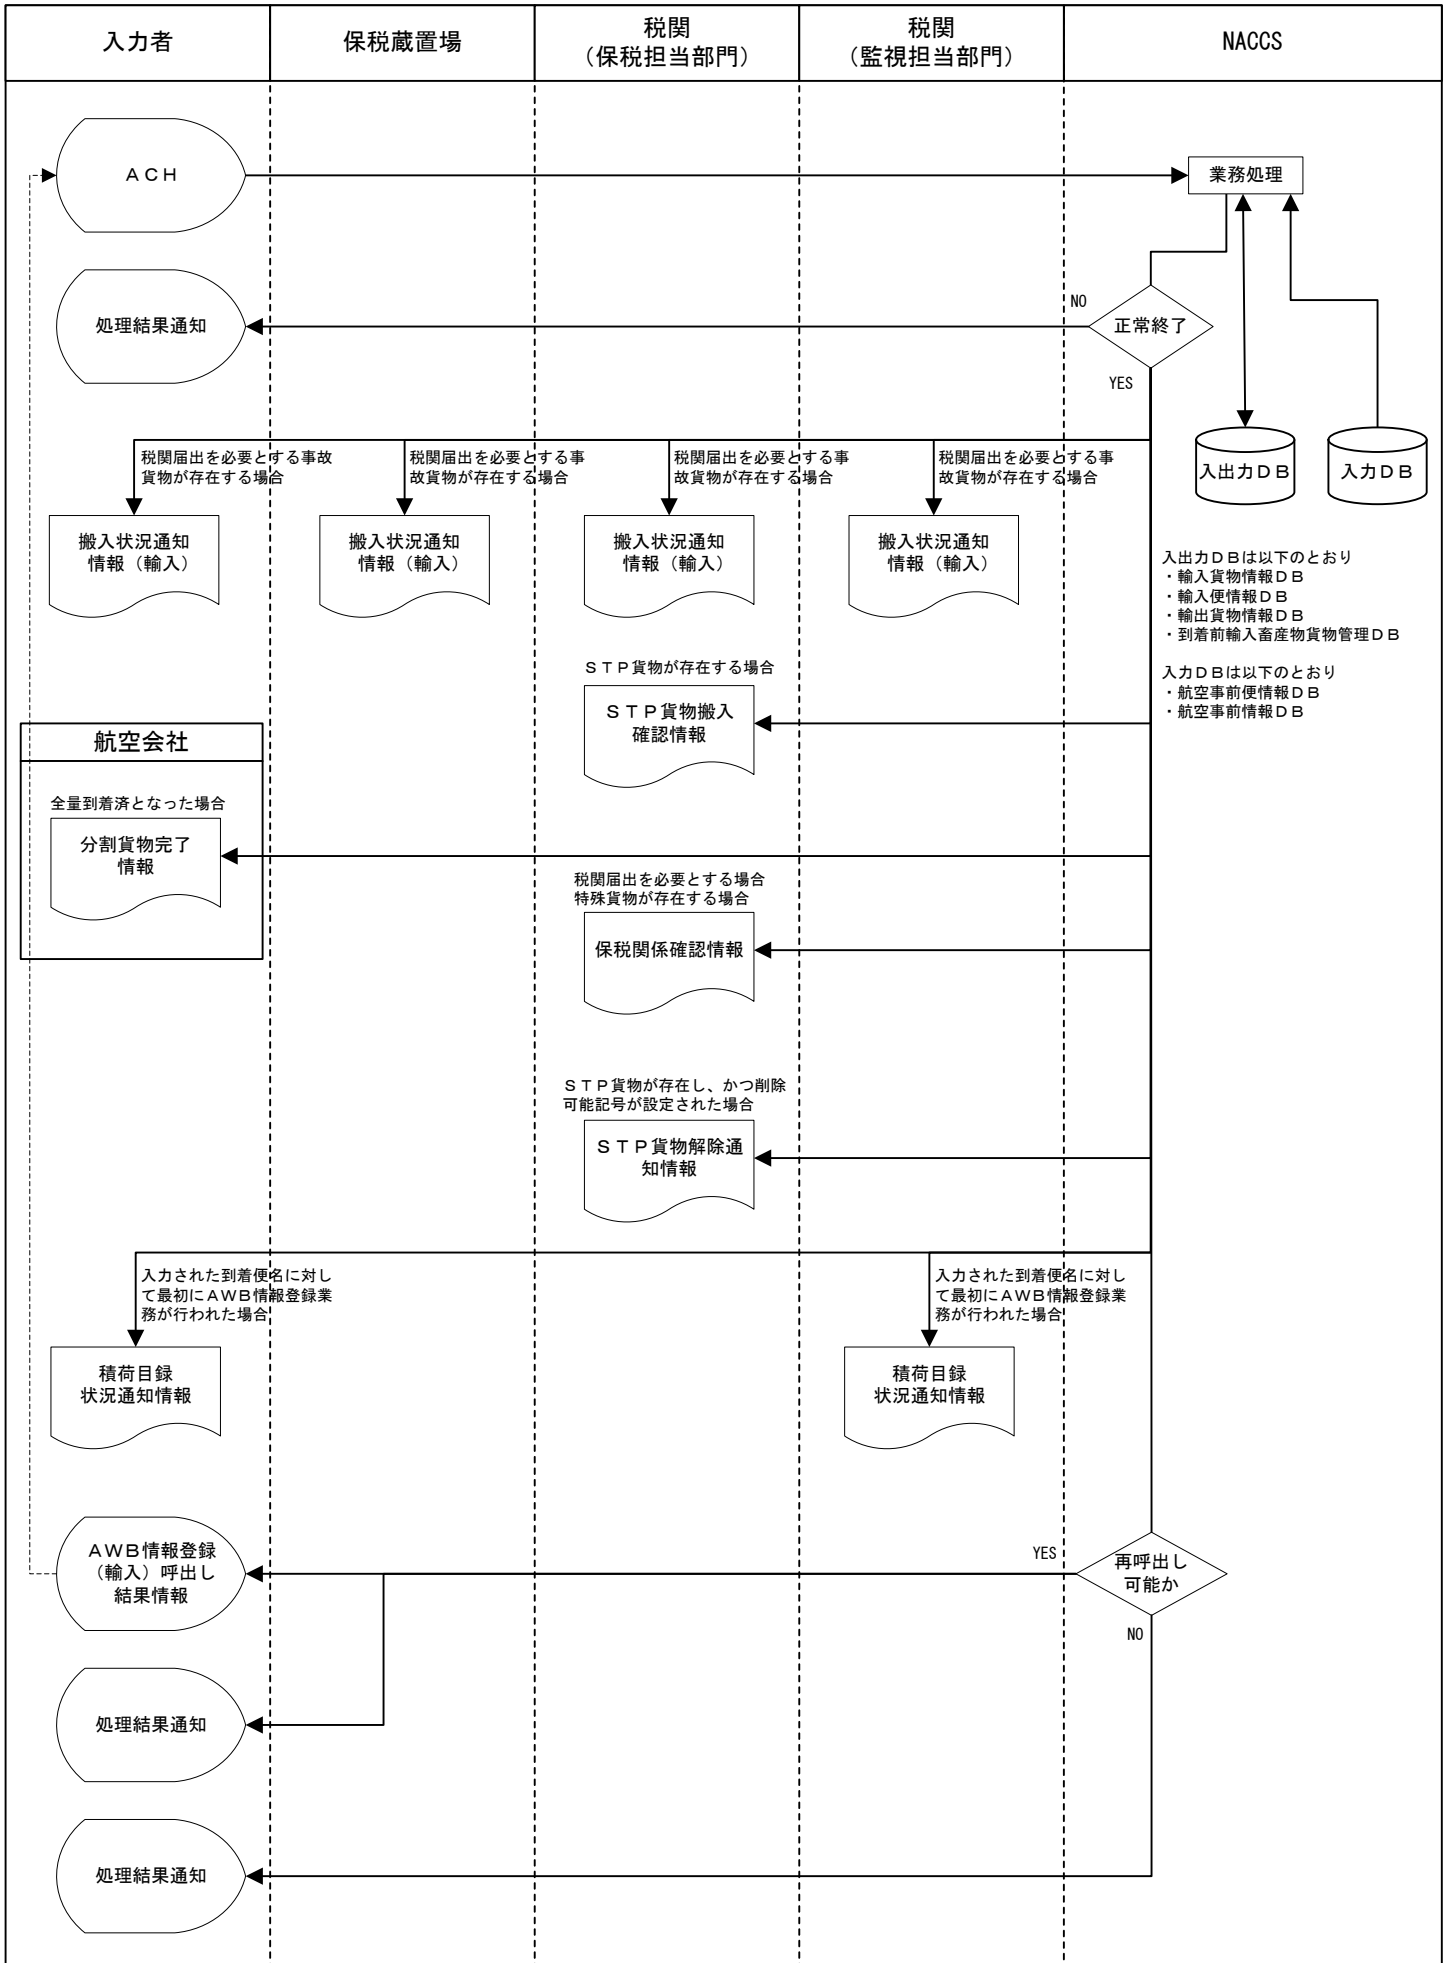 入力者
保税蔵置場
税関
（保税担当部門）
税関
（監視担当部門）
NACCS
ＡＣＨ
業務処理
処理結果通知
NO
正常終了
YES
税関届出を必要とする事故
貨物が存在する場合
税関届出を必要とする事
故貨物が存在する場合
税関届出を必要とする事
故貨物が存在する場合
税関届出を必要とする事
故貨物が存在する場合
入出力ＤＢ
入力ＤＢ
搬入状況通知
情報（輸入）
搬入状況通知
情報（輸入）
搬入状況通知
情報（輸入）
搬入状況通知
情報（輸入）
入出力ＤＢは以下のとおり
・輸入貨物情報ＤＢ
・輸入便情報ＤＢ
・輸出貨物情報ＤＢ
・到着前輸入畜産物貨物管理ＤＢ
入力ＤＢは以下のとおり
・航空事前便情報ＤＢ
・航空事前情報ＤＢ
ＳＴＰ貨物が存在する場合
ＳＴＰ貨物搬入
確認情報
航空会社
全量到着済となった場合
分割貨物完了
情報
税関届出を必要とする場合
特殊貨物が存在する場合
保税関係確認情報
ＳＴＰ貨物が存在し、かつ削除
可能記号が設定された場合
ＳＴＰ貨物解除通
知情報
入力された到着便名に対し
て最初にＡＷＢ情報登録業
務が行われた場合
入力された到着便名に対し
て最初にＡＷＢ情報登録業
務が行われた場合
積荷目録
状況通知情報
積荷目録
状況通知情報
ＡＷＢ情報登録
（輸入）呼出し
結果情報
YES
再呼出し
可能か
NO
処理結果通知
処理結果通知